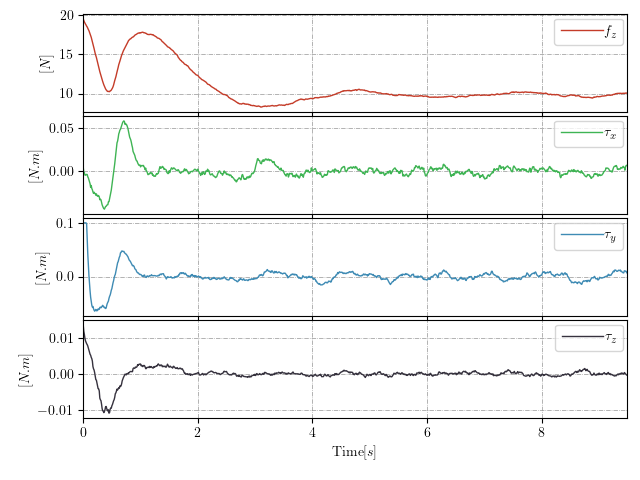 20
15
10
[N]
f_z
0.05
0.00
[N.m]
τ_x
0.1
0.0
[N.m]
τ_y
0.01
0.00
−0.01
[N.m]
τ_z
0 2 4 6 8
Time[s]